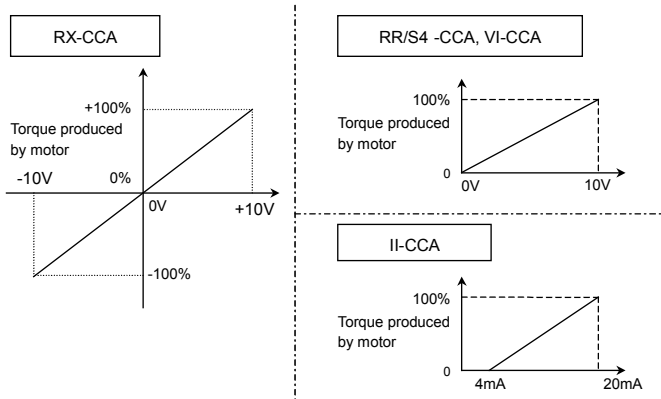 RX-CCA
+100%
Torque produced
by motor
-10V
0%
0V
+10V
-100%
RR/S4 -CCA, VI-CCA
100%
0
0V
10V
Torque produced
by motor
II-CCA
100%
Torque produced
by motor
0
4mA
20mA